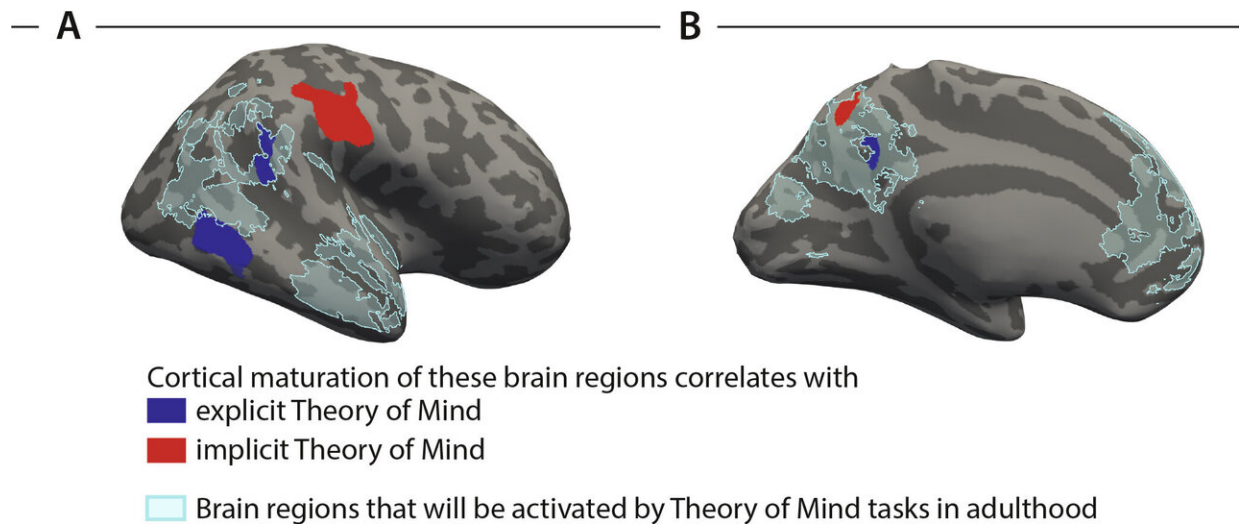 A
B
Cortical maturation of these brain regions correlates with
explicit Theory of Mind
implicit Theory of Mind
Brain regions that will be activated by Theory of Mind tasks in adulthood